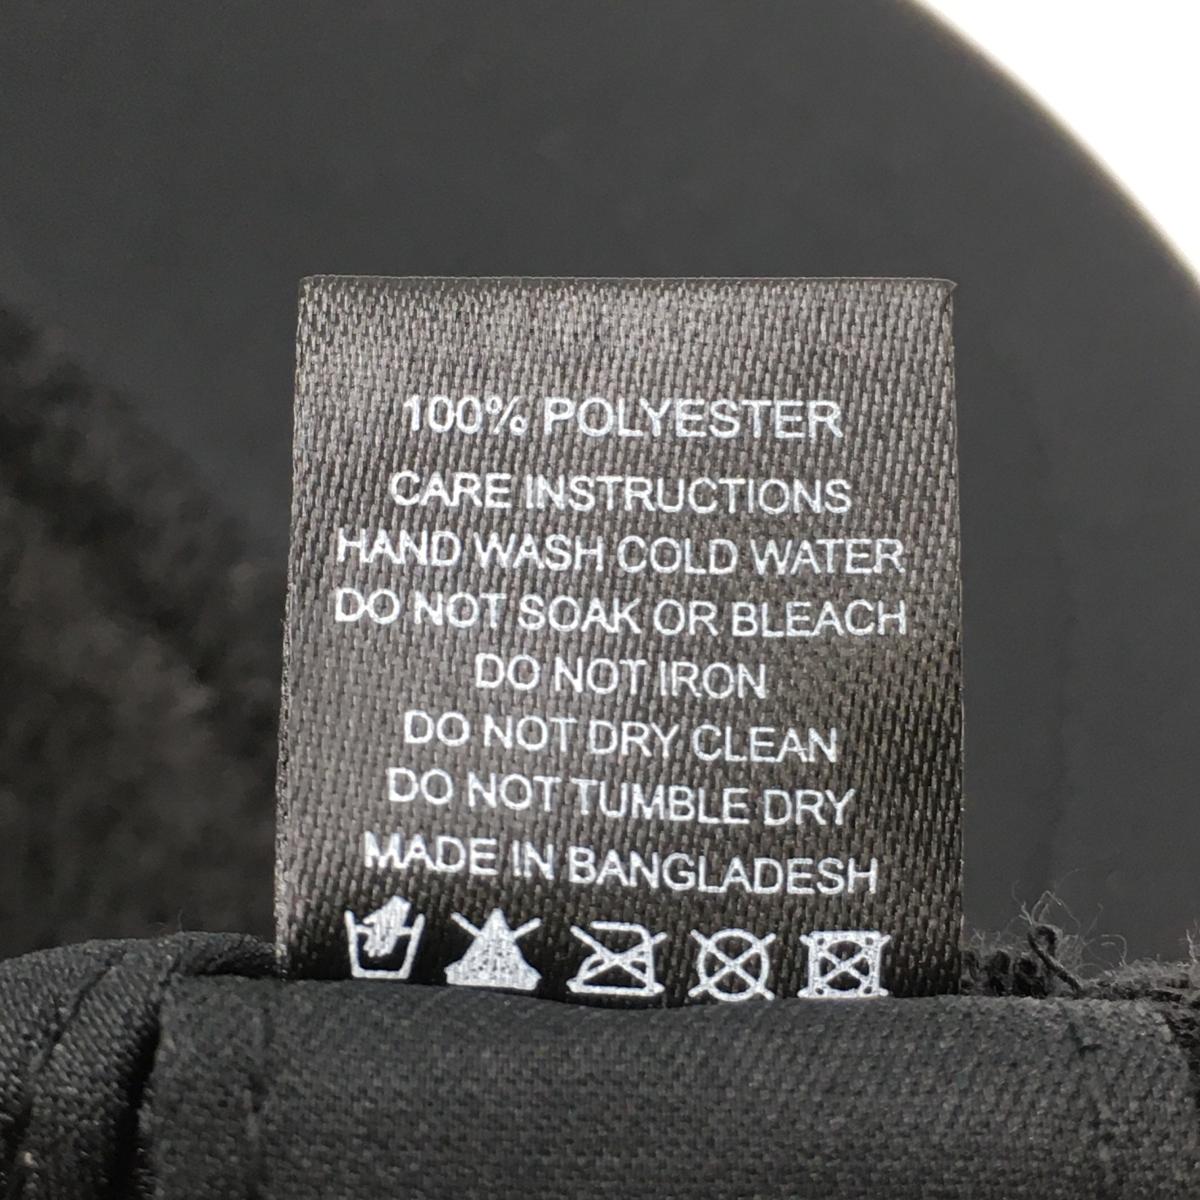 100% POLYESTER
CARE INSTRUCTIONS
HAND WASH COLD WATER
DO NOT SOAK OR BLEACH
DO NOT IRON
DO NOT DRY CLEAN
DO NOT TUMBLE DRY
MADE IN BANGLADESH